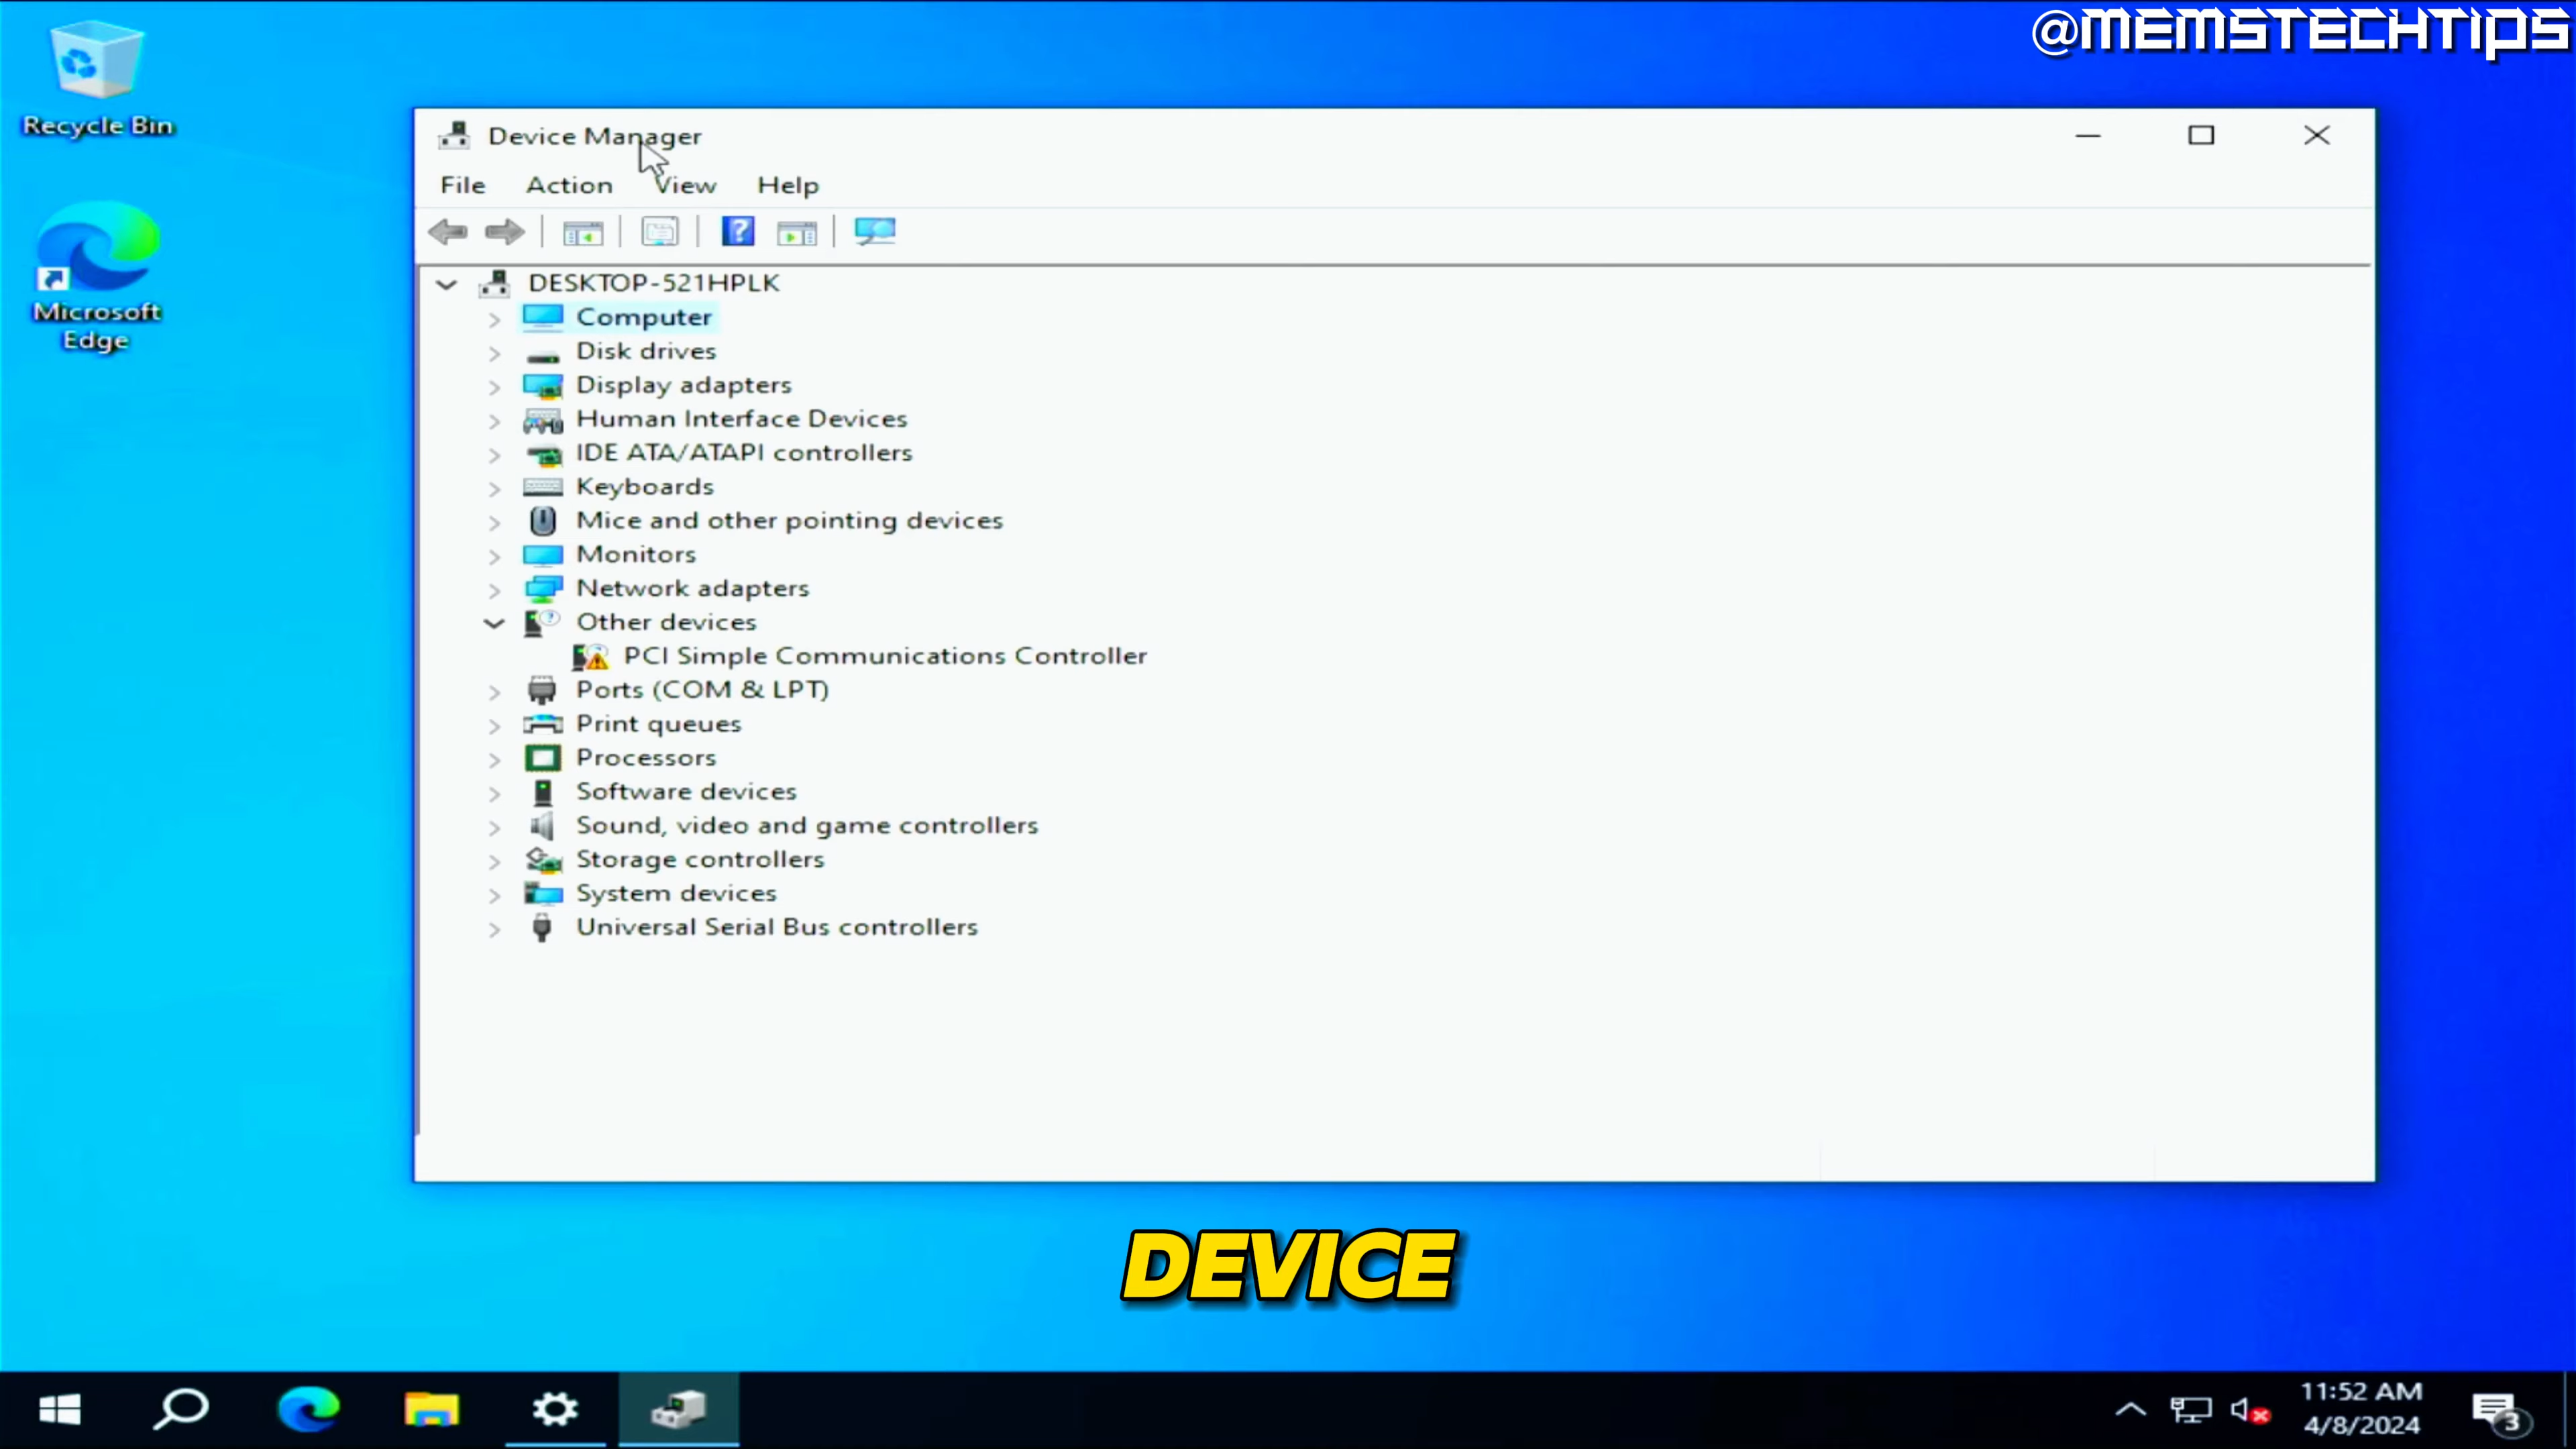 @MEMSTECHTIPS
Recycle Bin
Microsoft
Edge
Device Manager
File Action View Help
DESKTOP-521HPLK
Computer
Disk drives
Display adapters
Human Interface Devices
IDE ATA/ATAPI controllers
Keyboards
Mice and other pointing devices
Monitors
Network adapters
Other devices
PCI Simple Communications Controller
Ports (COM & LPT)
Print queues
Processors
Software devices
Sound, video and game controllers
Storage controllers
System devices
Universal Serial Bus controllers
DEVICE
11:52 AM
4/8/2024
3